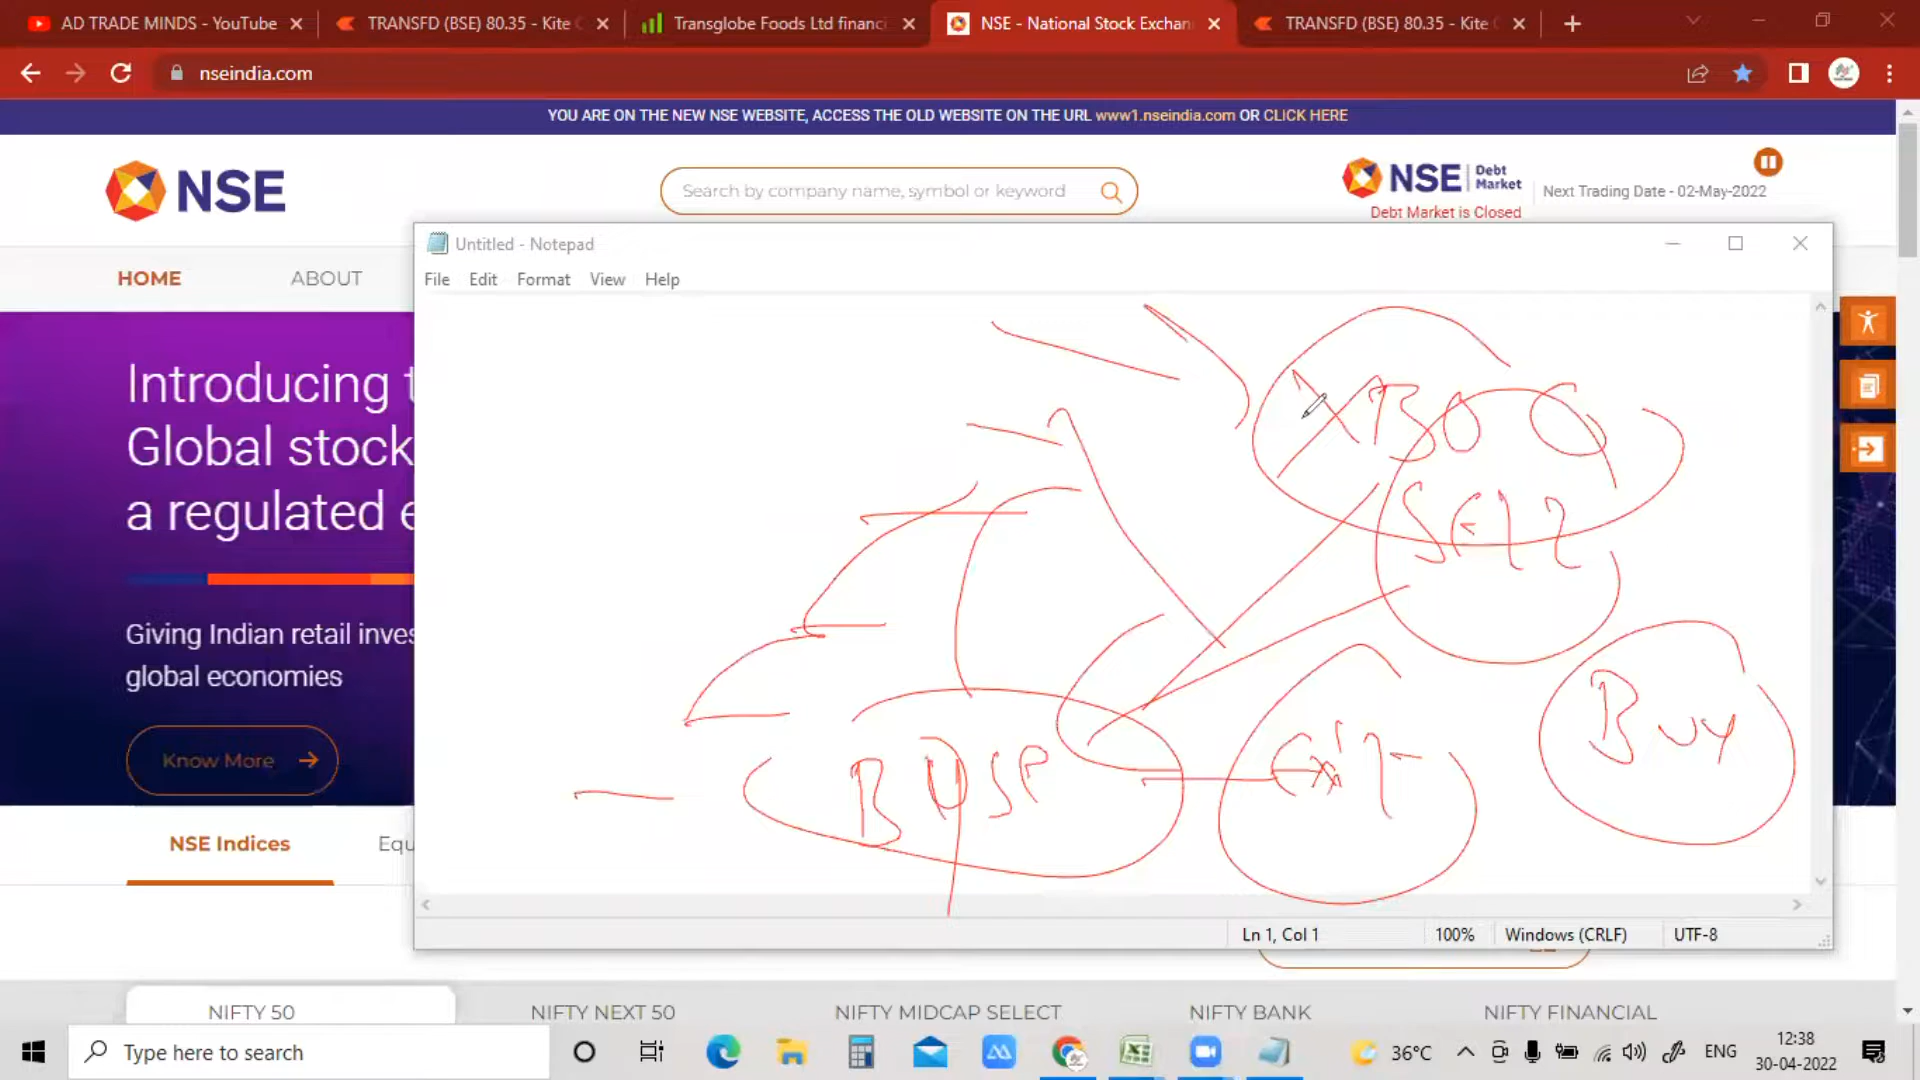 AD TRADE MINDS - YouTube
TRANSFD (BSE) 80.35 - Kite
Transglobe Foods Ltd financi
NSE - National Stock Exchan
TRANSFD (BSE) 80.35 - Kite
nseindia.com
YOU ARE ON THE NEW NSE WEBSITE, ACCESS THE OLD WEBSITE ON THE URL www1.nseindia.com OR CLICK HERE
NSE
Search by company name, symbol or keyword
NSE Debt Market
Next Trading Date - 02-May-2022
Debt Market is Closed
HOME
ABOUT
Untitled - Notepad
File Edit Format View Help
Introducing
Global stock
a regulated
Giving Indian retail
global economies
Know More
Buy
NSE Indices
Equ
Ln 1, Col 1
100%
Windows (CRLF)
UTF-8
NIFTY 50
NIFTY NEXT 50
NIFTY MIDCAP SELECT
NIFTY BANK
NIFTY FINANCIAL
Type here to search
36°C
ENG
12:38
30-04-2022